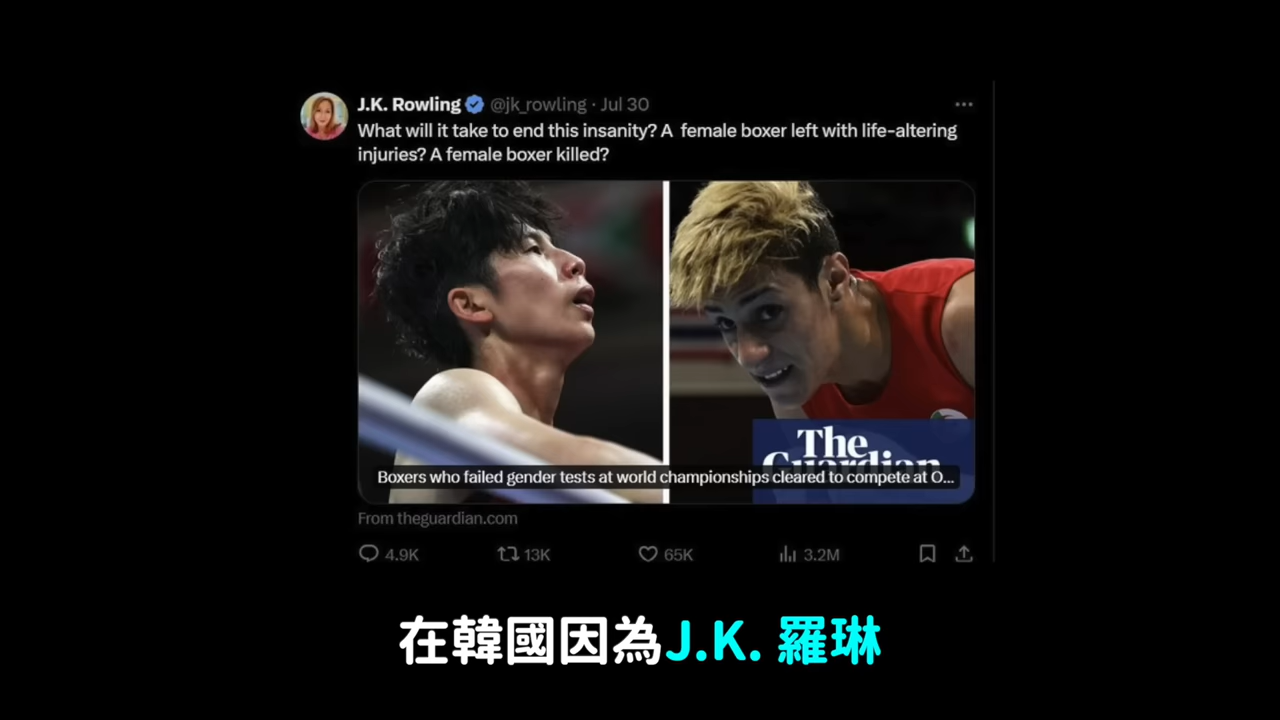 J.K. Rowling @jk_rowling · Jul 30
What will it take to end this insanity? A female boxer left with life-altering
injuries? A female boxer killed?
The
Guardian
Boxers who failed gender tests at world championships cleared to compete at O...
From theguardian.com
4.9K 13K 65K 3.2M
在韓國因為J.K. 羅琳